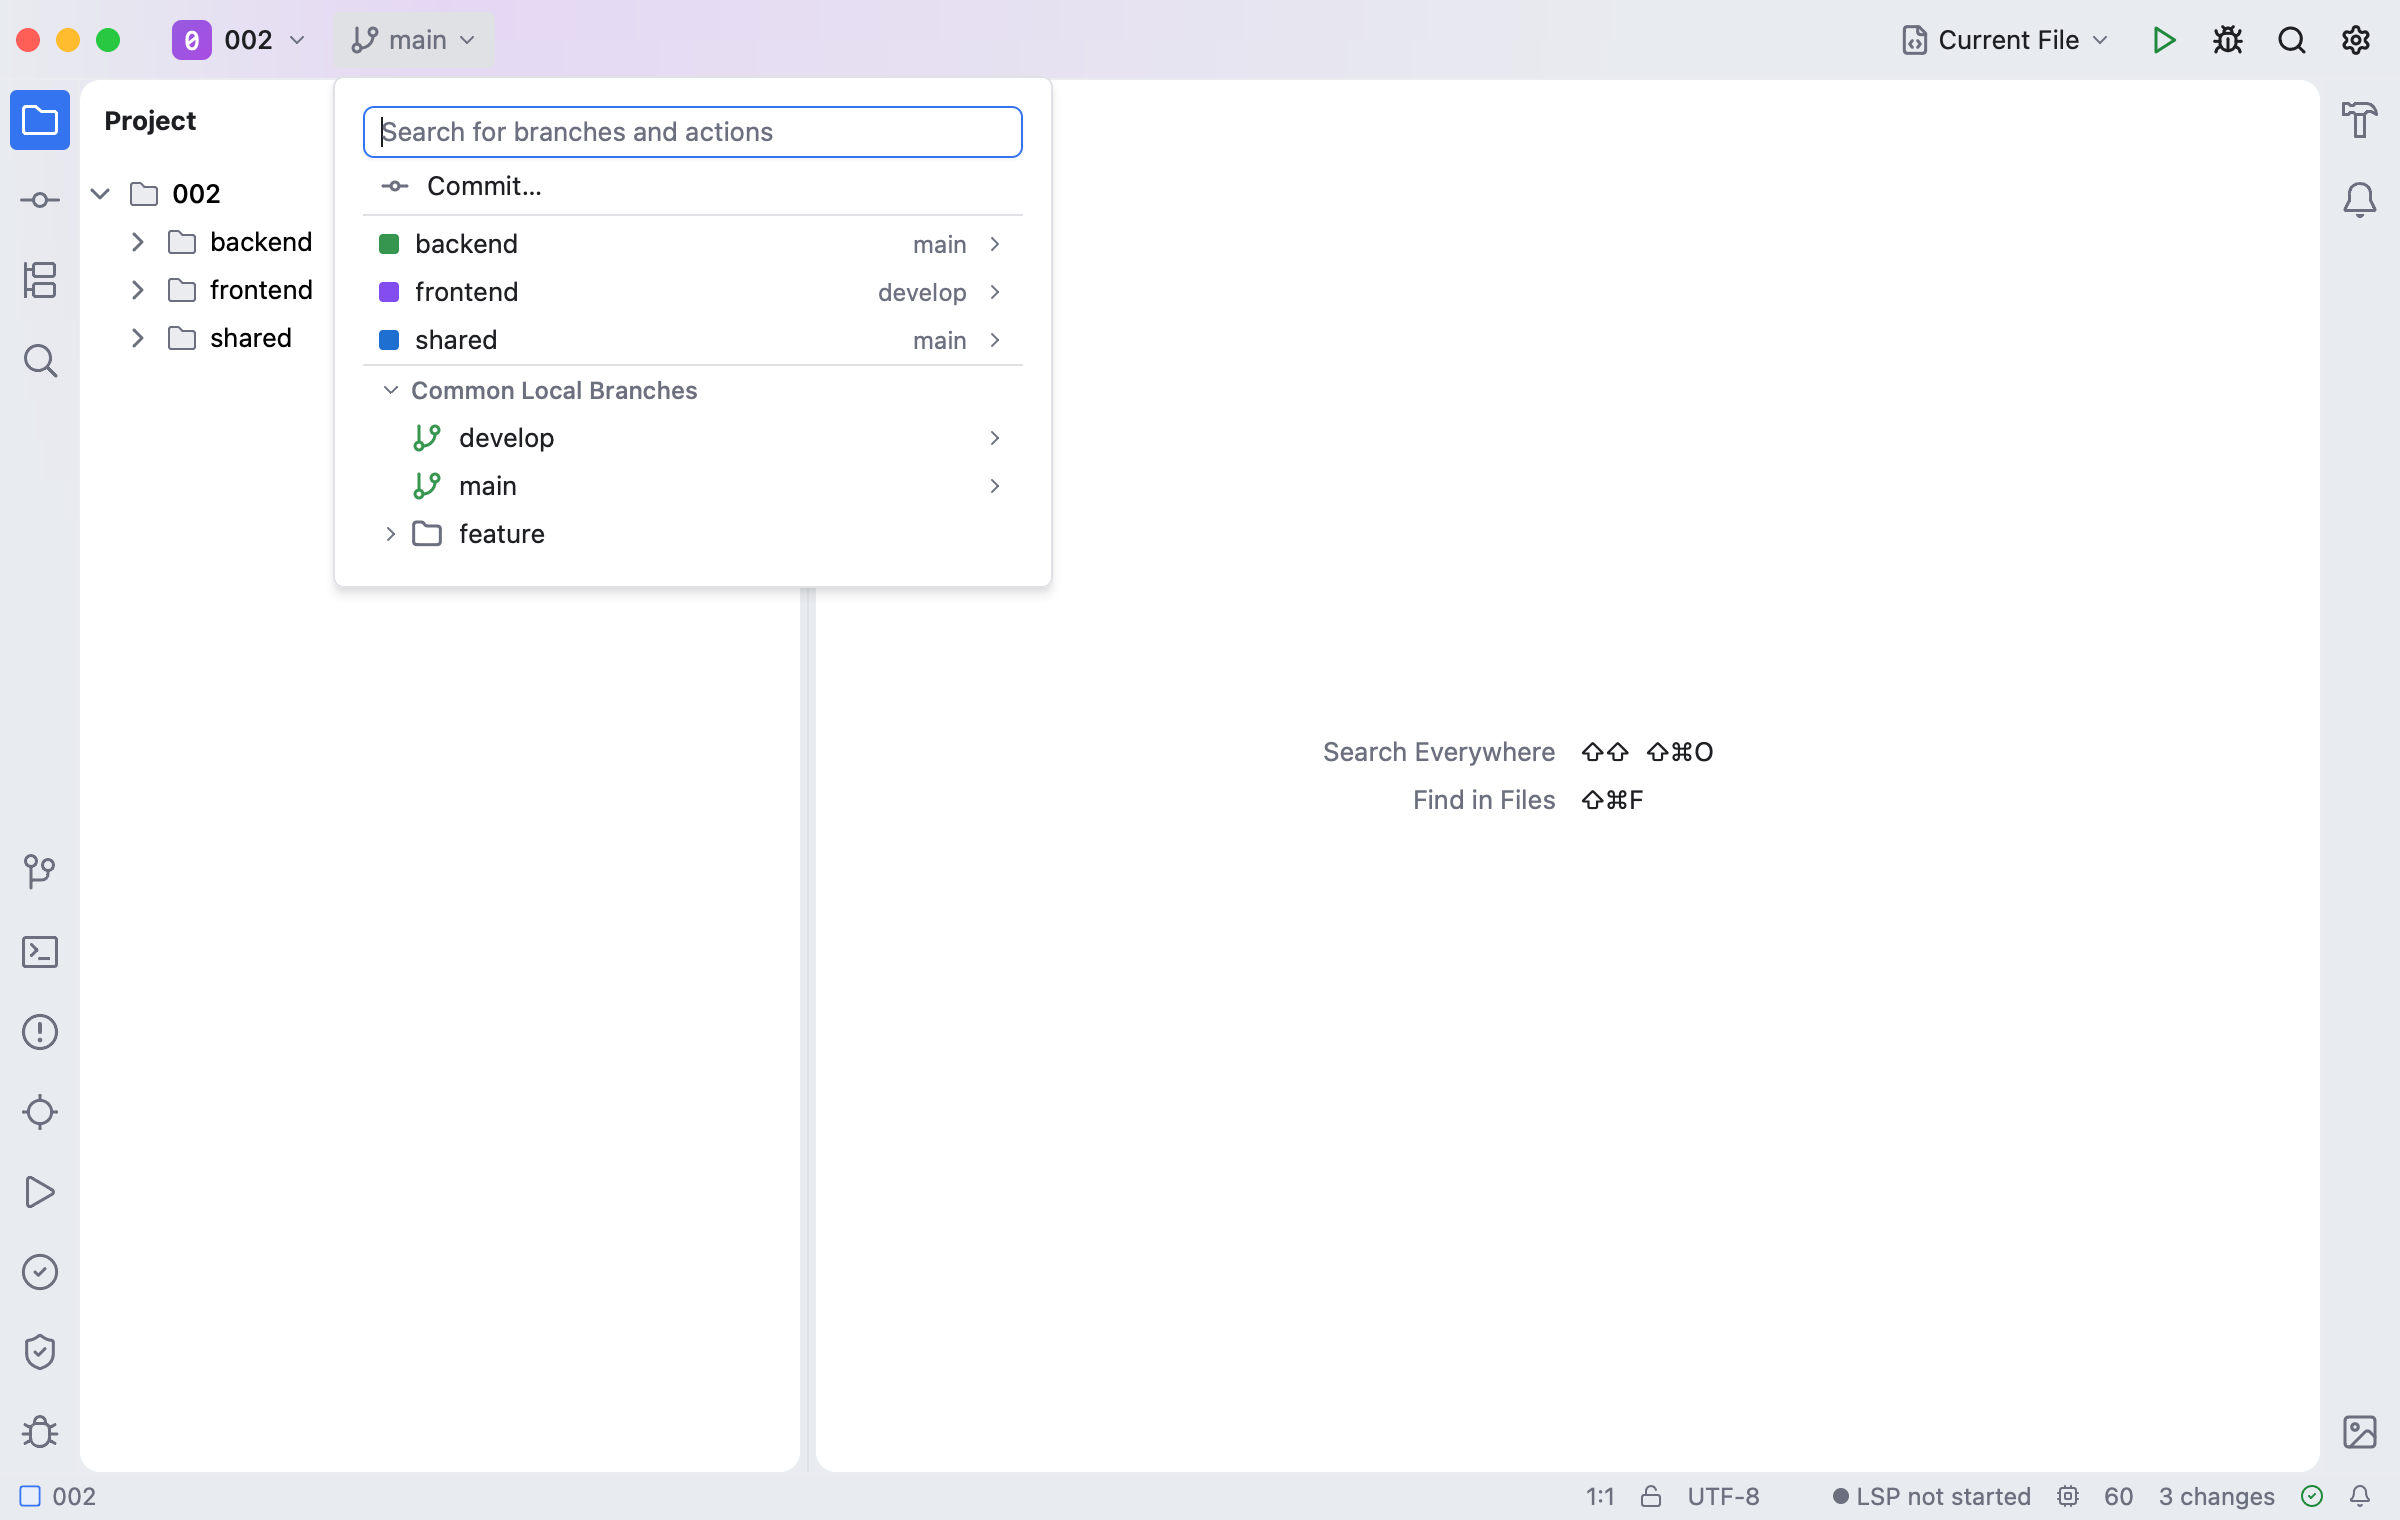 0 002 main Current File
Project
Search for branches and actions
Commit...
002
backend
frontend
shared
backend main
frontend develop
shared main
Common Local Branches
develop
main
feature
Search Everywhere ⇧⇧ ⇧⌘O
Find in Files ⇧⌘F
002 1:1 UTF-8 LSP not started 60 3 changes